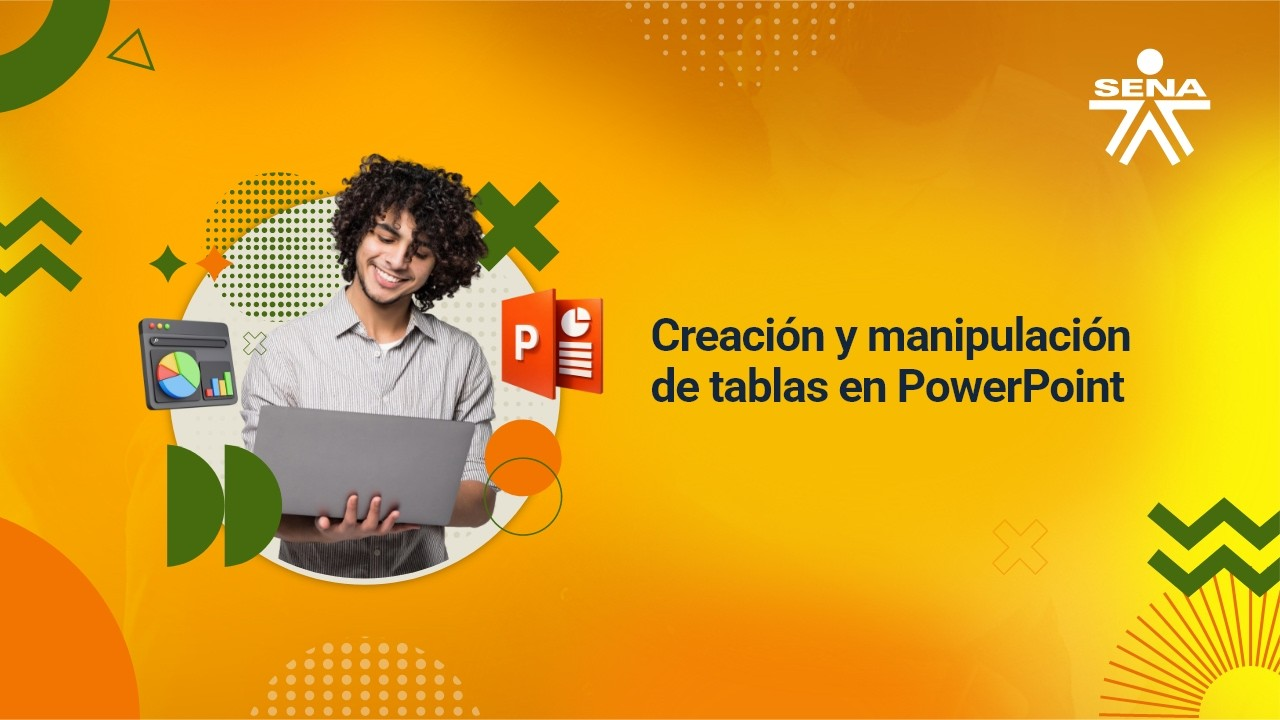 SENA
P
Creación y manipulación
de tablas en PowerPoint